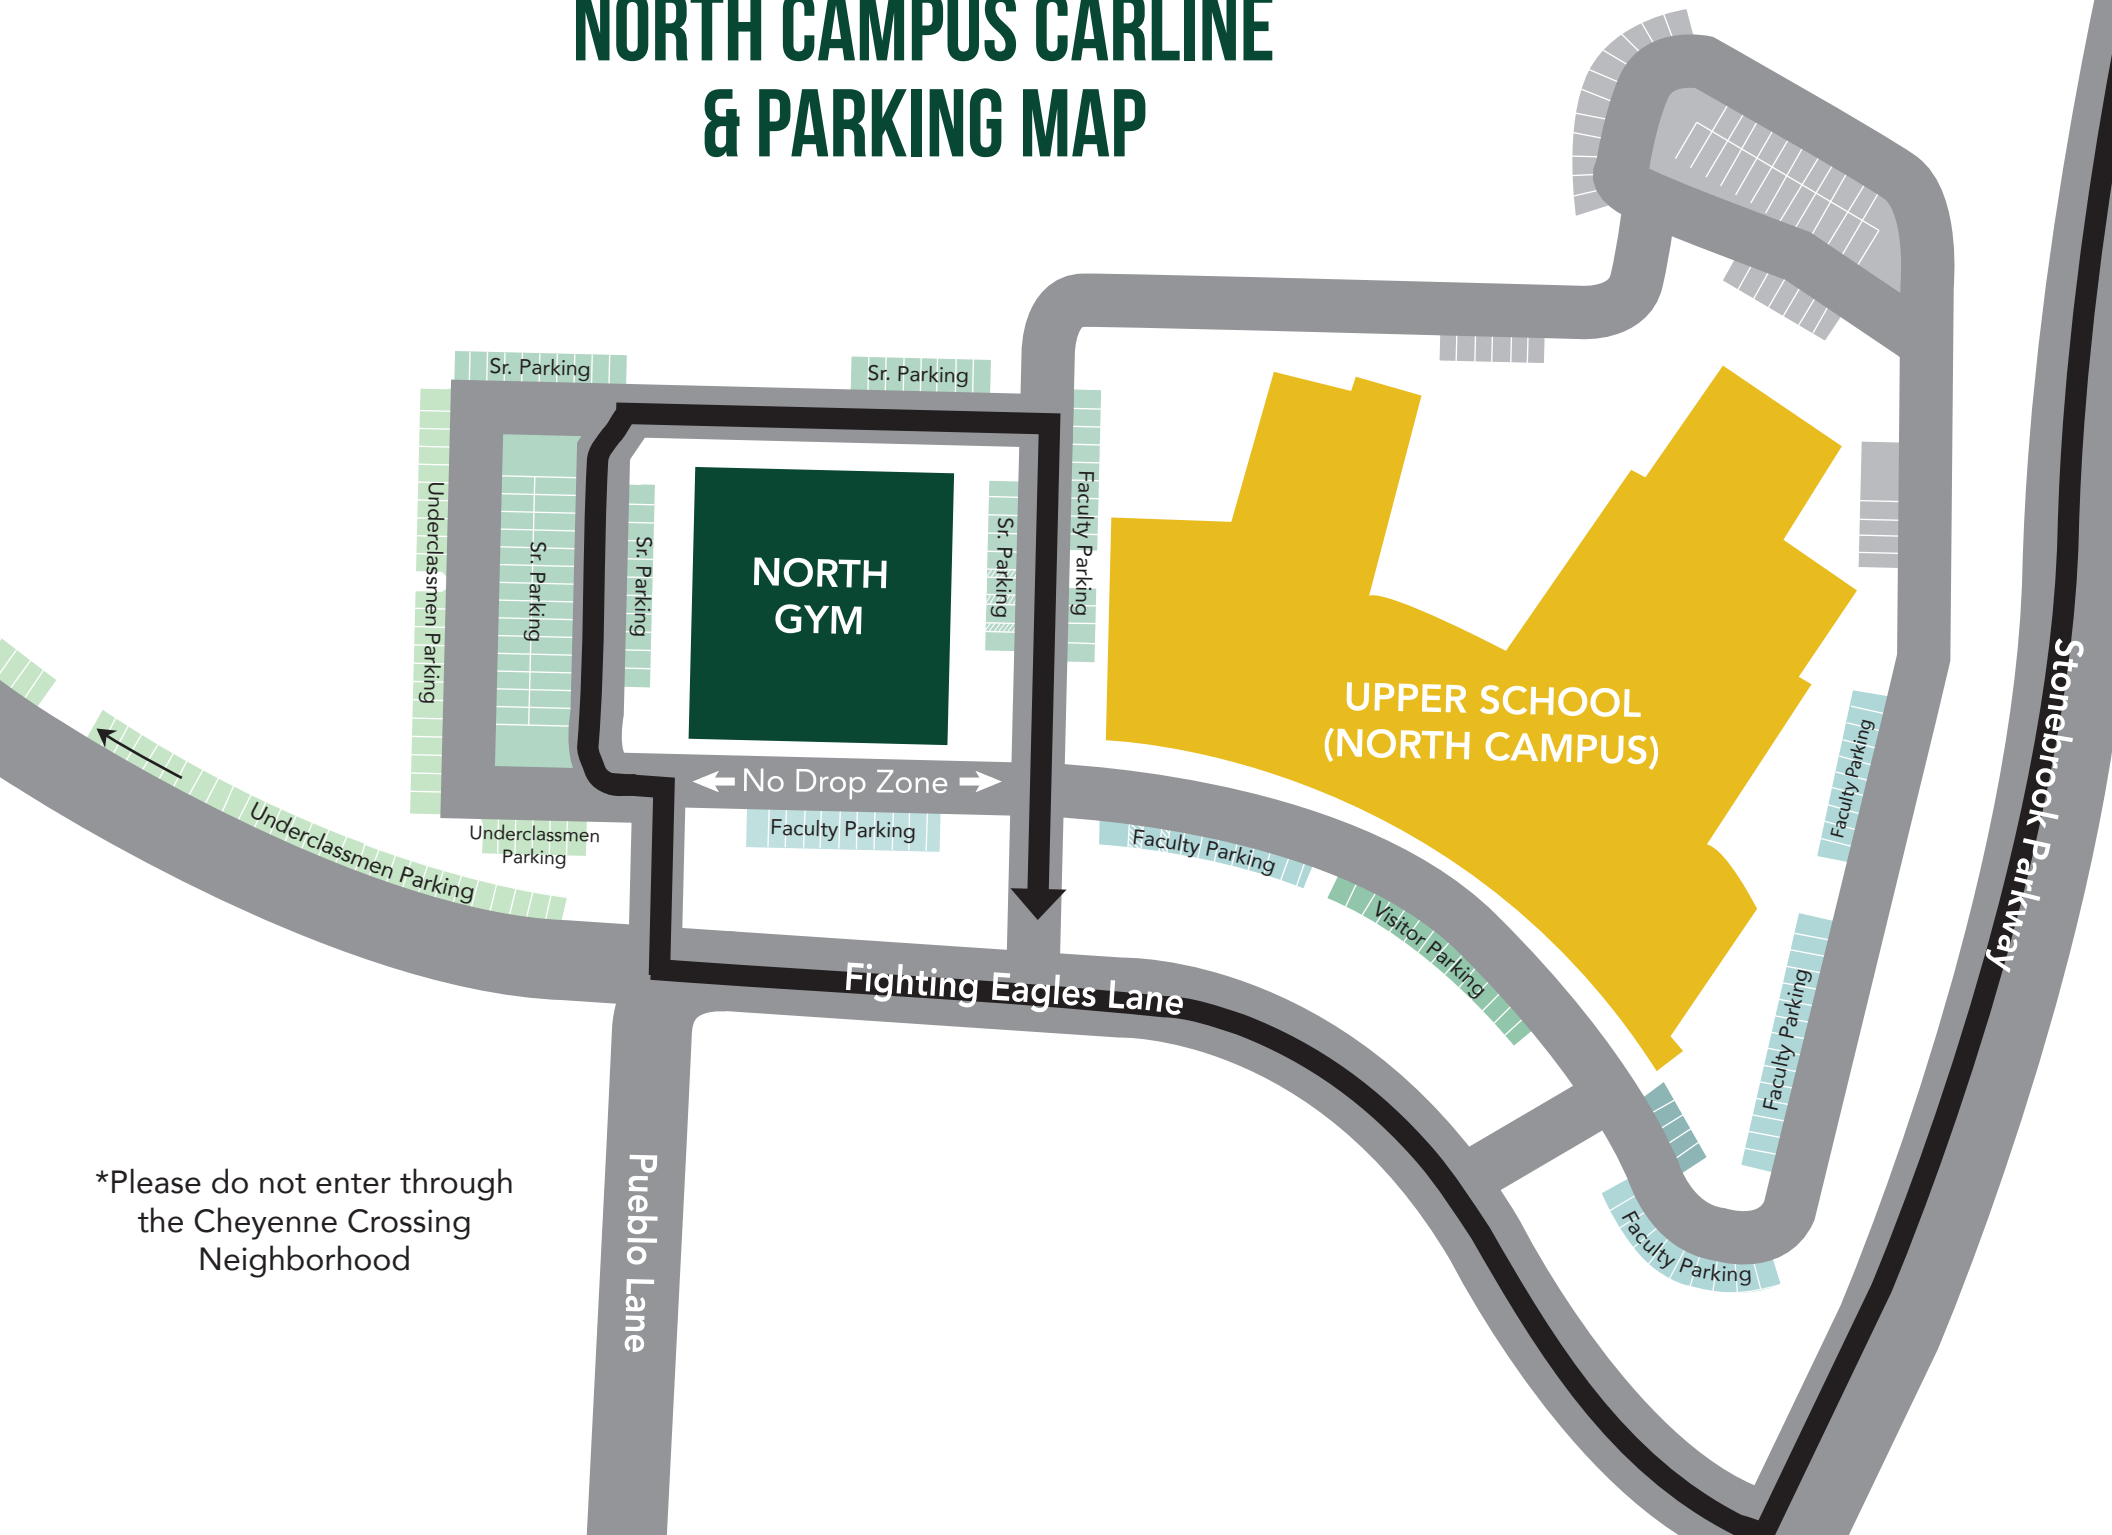 NORTH CAMPUS CARLINE
& PARKING MAP
Sr. Parking
Sr. Parking
Underclassmen Parking
Sr. Parking
Sr. Parking
NORTH
GYM
Sr. Parking
Faculty Parking
UPPER SCHOOL
(NORTH CAMPUS)
Stonebrook Parkway
Faculty Parking
No Drop Zone
Underclassmen Parking
Underclassmen
Parking
Faculty Parking
Faculty Parking
Visitor Parking
Faculty Parking
Fighting Eagles Lane
*Please do not enter through
the Cheyenne Crossing
Neighborhood
Pueblo Lane
Faculty Parking